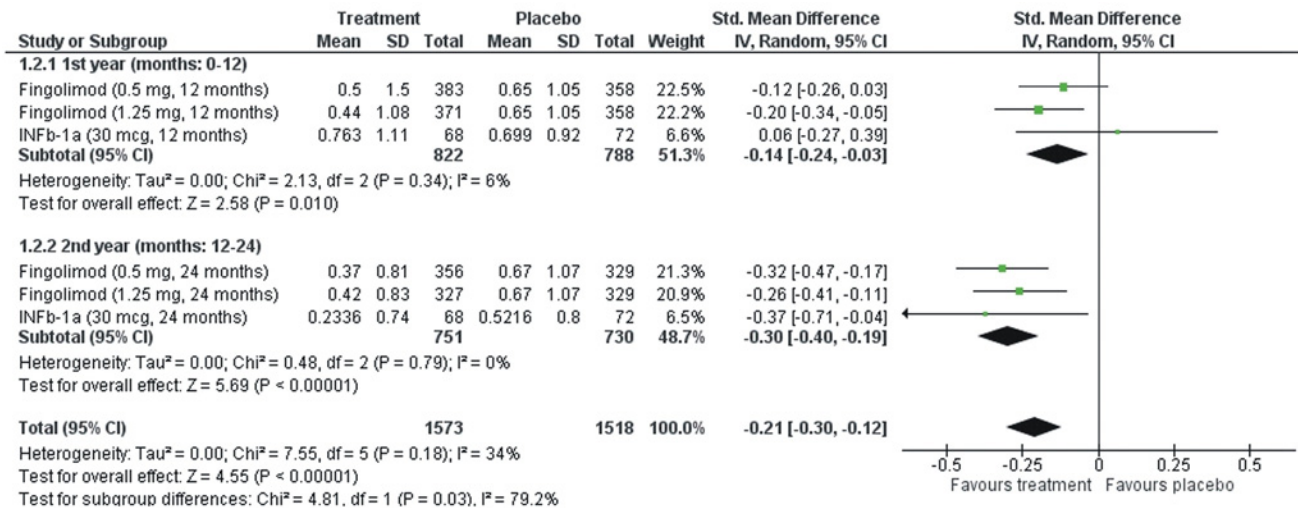 Treatment Placebo Std. Mean Difference Std. Mean Difference
Study or Subgroup Mean SD Total Mean SD Total Weight IV, Random, 95% CI IV, Random, 95% CI
1.2.1 1st year (months: 0-12)
Fingolimod (0.5 mg, 12 months) 0.5 1.5 383 0.65 1.05 358 22.5% -0.12 [-0.26, 0.03]
Fingolimod (1.25 mg, 12 months) 0.44 1.08 371 0.65 1.05 358 22.2% -0.20 [-0.34, -0.05]
INFb-1a (30 mcg, 12 months) 0.763 1.11 68 0.699 0.92 72 6.6% 0.06 [-0.27, 0.39]
Subtotal (95% CI) 822 788 51.3% -0.14 [-0.24, -0.03]
Heterogeneity: Tau² = 0.00; Chi² = 2.13, df = 2 (P = 0.34); I² = 6%
Test for overall effect: Z = 2.58 (P = 0.010)
1.2.2 2nd year (months: 12-24)
Fingolimod (0.5 mg, 24 months) 0.37 0.81 356 0.67 1.07 329 21.3% -0.32 [-0.47, -0.17]
Fingolimod (1.25 mg, 24 months) 0.42 0.83 327 0.67 1.07 329 20.9% -0.26 [-0.41, -0.11]
INFb-1a (30 mcg, 24 months) 0.2336 0.74 68 0.5216 0.8 72 6.5% -0.37 [-0.71, -0.04]
Subtotal (95% CI) 751 730 48.7% -0.30 [-0.40, -0.19]
Heterogeneity: Tau² = 0.00; Chi² = 0.48, df = 2 (P = 0.79); I² = 0%
Test for overall effect: Z = 5.69 (P < 0.00001)
Total (95% CI) 1573 1518 100.0% -0.21 [-0.30, -0.12]
Heterogeneity: Tau² = 0.00; Chi² = 7.55, df = 5 (P = 0.18); I² = 34%
Test for overall effect: Z = 4.55 (P < 0.00001)
Test for subgroup differences: Chi² = 4.81, df = 1 (P = 0.03), I² = 79.2%
-0.5 -0.25 0 0.25 0.5
Favours treatment Favours placebo